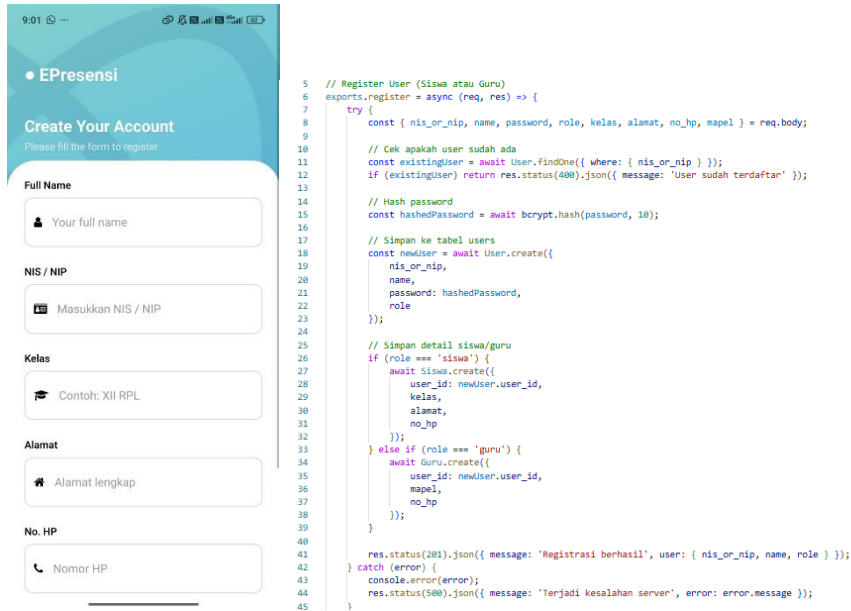 9:01
EPresensi
Create Your Account
Please fill the form to register
Full Name
Your full name
NIS / NIP
Masukkan NIS / NIP
Kelas
Contoh: XII RPL
Alamat
Alamat lengkap
No. HP
Nomor HP
5 // Register User (Siswa atau Guru)
6 exports.register = async (req, res) => {
7 try {
8 const { nis_or_nip, name, password, role, kelas, alamat, no_hp, mapel } = req.body;
9
10 // Cek apakah user sudah ada
11 const existingUser = await User.findOne({ where: { nis_or_nip } });
12 if (existingUser) return res.status(400).json({ message: 'User sudah terdaftar' });
13
14 // Hash password
15 const hashedPassword = await bcrypt.hash(password, 10);
16
17 // Simpan ke tabel users
18 const newUser = await User.create({
19 nis_or_nip,
20 name,
21 password: hashedPassword,
22 role
23 });
24
25 // Simpan detail siswa/guru
26 if (role === 'siswa') {
27 await Siswa.create({
28 user_id: newUser.user_id,
29 kelas,
30 alamat,
31 no_hp
32 });
33 } else if (role === 'guru') {
34 await Guru.create({
35 user_id: newUser.user_id,
36 mapel,
37 no_hp
38 });
39 }
40
41 res.status(201).json({ message: 'Registrasi berhasil', user: { nis_or_nip, name, role } });
42 } catch (error) {
43 console.error(error);
44 res.status(500).json({ message: 'Terjadi kesalahan server', error: error.message });
45 }